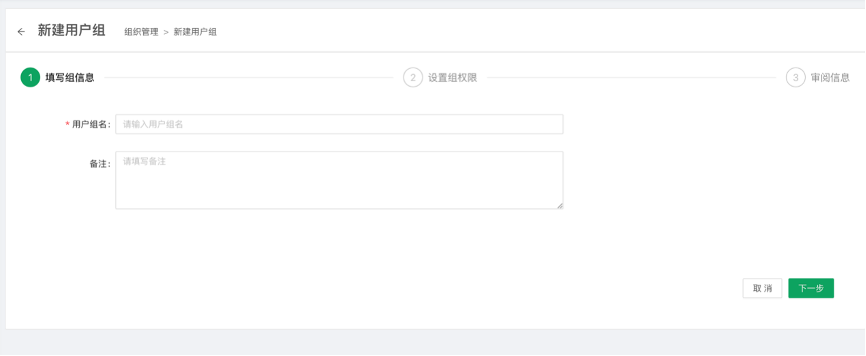 ← 新建用户组 组织管理 > 新建用户组
1 填写组信息 2 设置组权限 3 审阅信息
* 用户组名: 请输入用户组名
备注: 请填写备注
取消 下一步